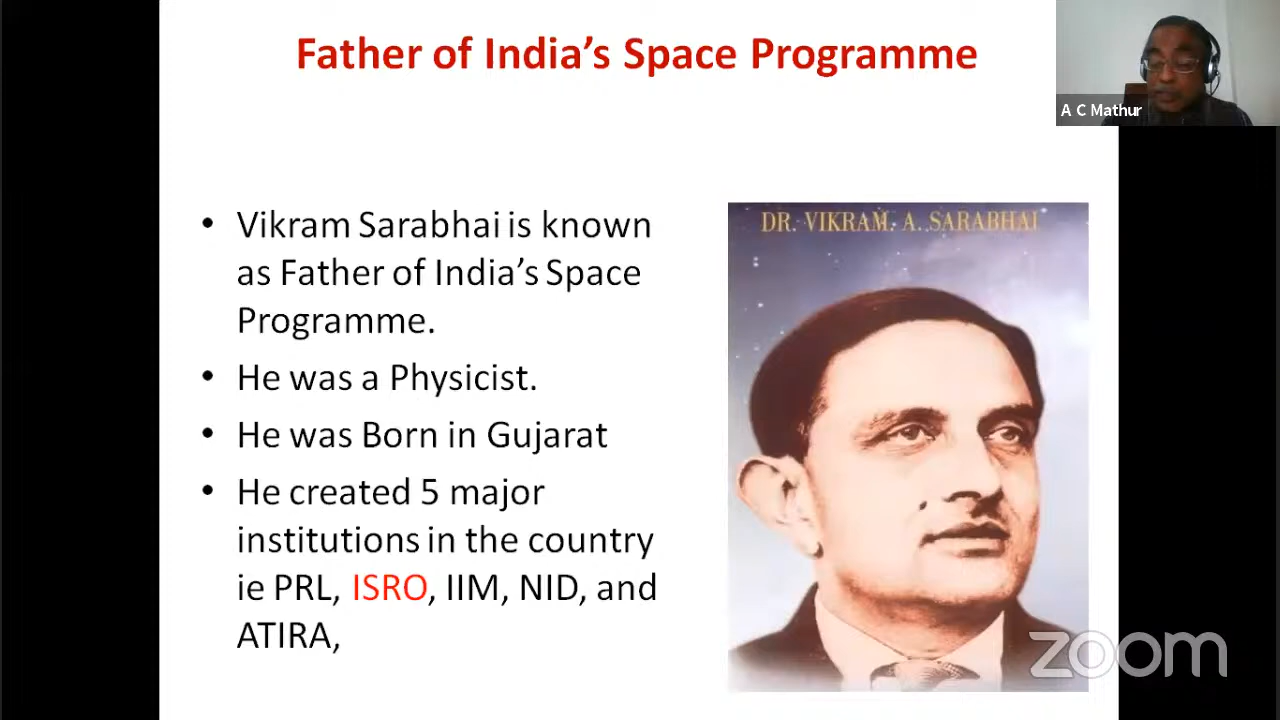 Father of India’s Space Programme
A C Mathur
• Vikram Sarabhai is known
as Father of India’s Space
Programme.
• He was a Physicist.
• He was Born in Gujarat
• He created 5 major
institutions in the country
ie PRL, ISRO, IIM, NID, and
ATIRA,
DR. VIKRAM. A. SARABHAI
zoom